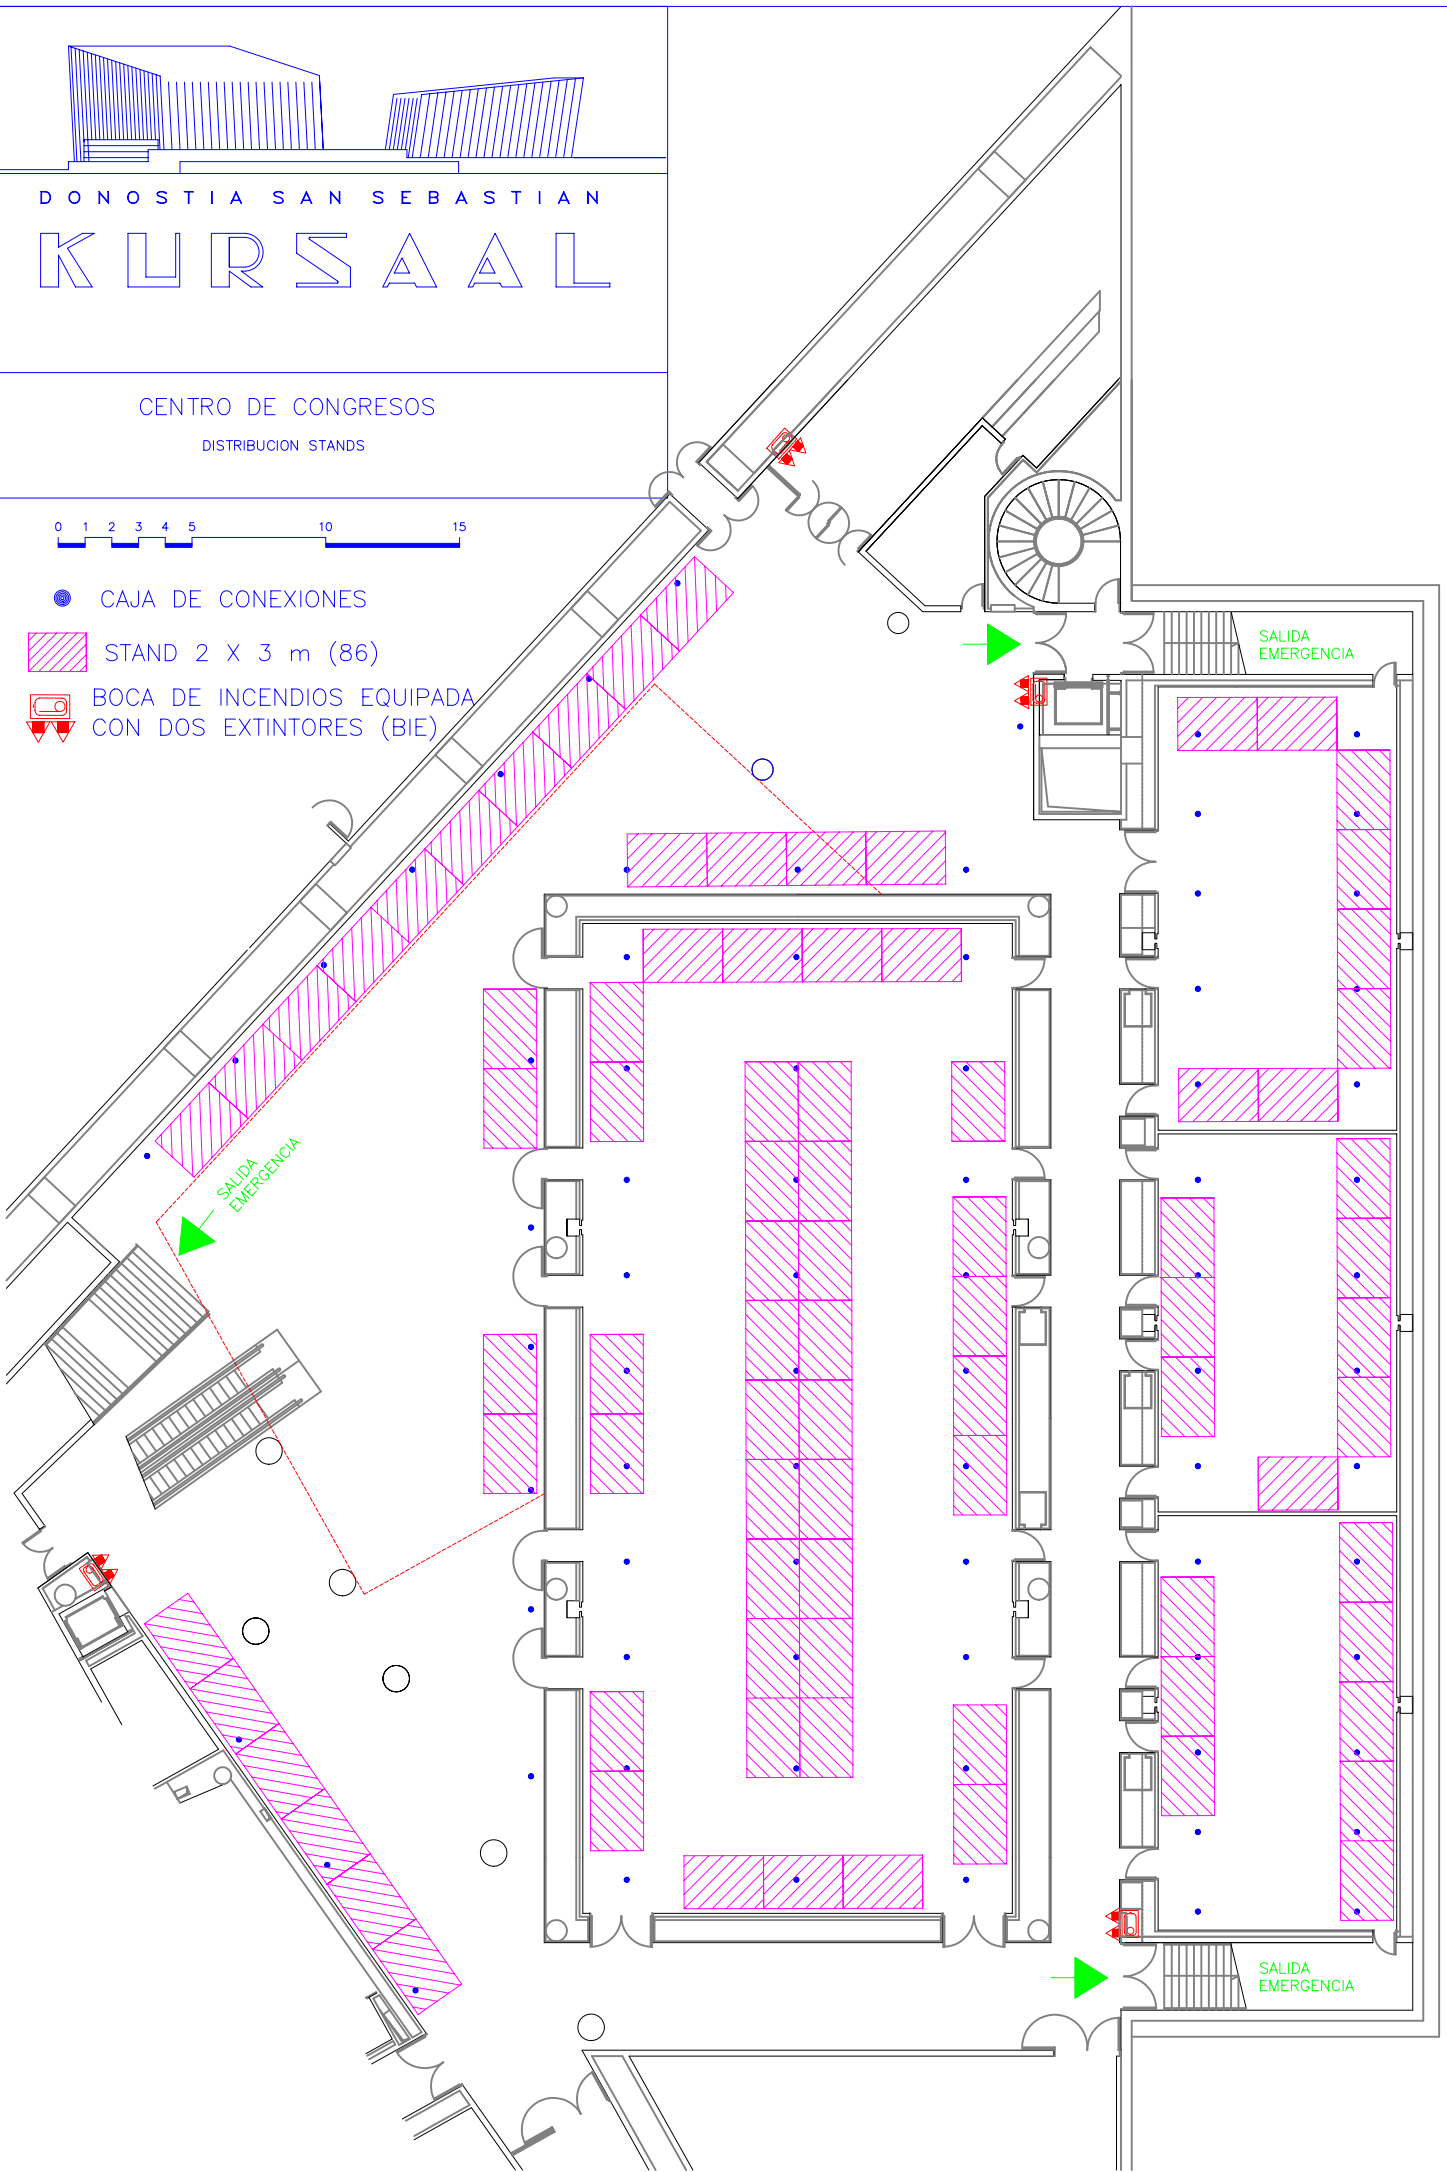 DONOSTIA SAN SEBASTIAN
KURSAAL
CENTRO DE CONGRESOS
DISTRIBUCION STANDS
0 1 2 3 4 5 10 15
CAJA DE CONEXIONES
STAND 2 X 3 m (86)
BOCA DE INCENDIOS EQUIPADA
CON DOS EXTINTORES (BIE)
SALIDA
EMERGENCIA
SALIDA
EMERGENCIA
SALIDA
EMERGENCIA